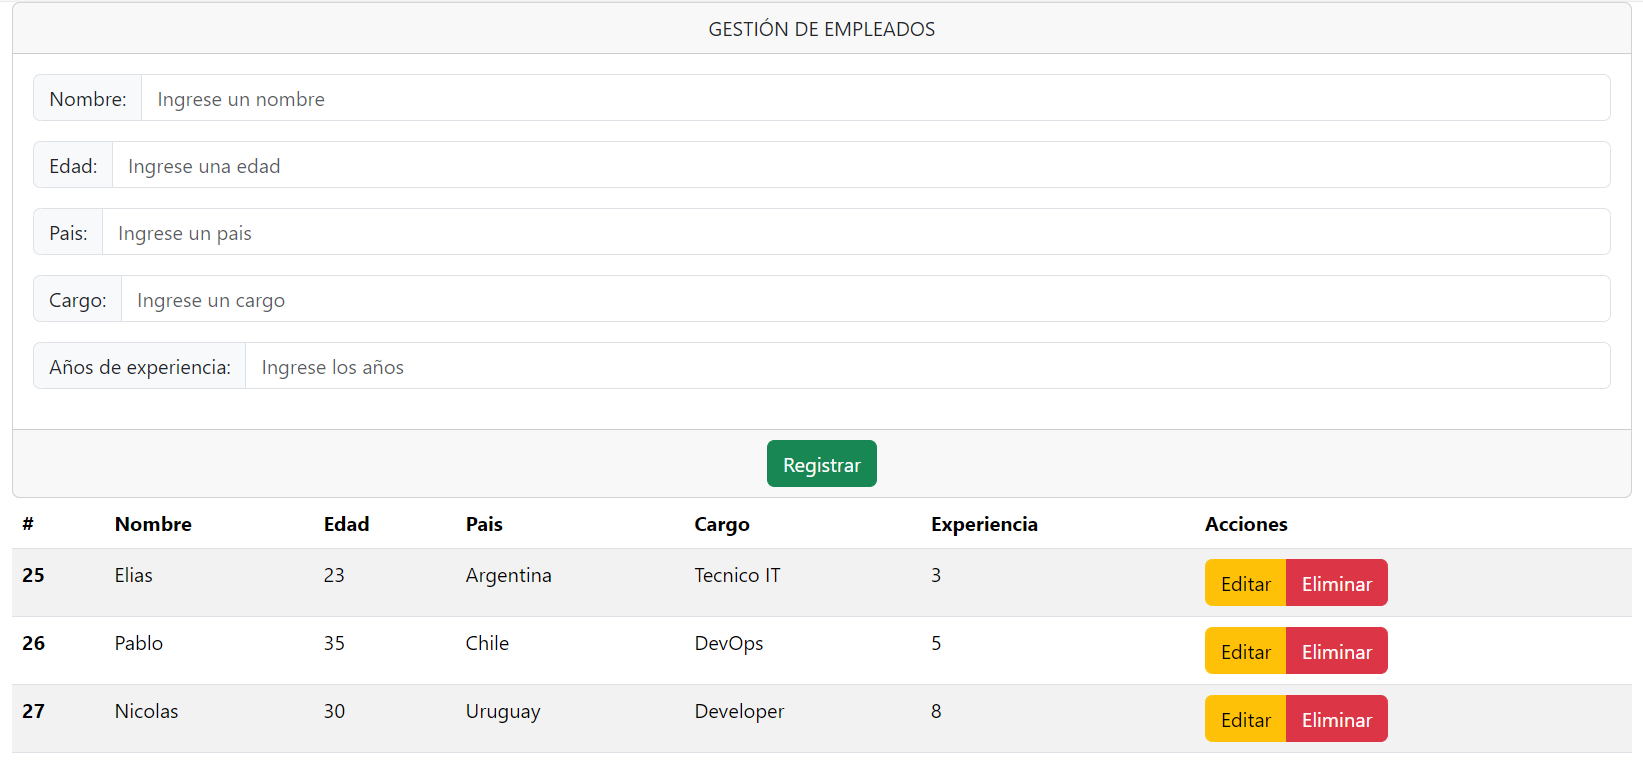 GESTIÓN DE EMPLEADOS
Nombre: Ingrese un nombre
Edad: Ingrese una edad
Pais: Ingrese un pais
Cargo: Ingrese un cargo
Años de experiencia: Ingrese los años
Registrar
# Nombre Edad Pais Cargo Experiencia Acciones
25 Elias 23 Argentina Tecnico IT 3 Editar Eliminar
26 Pablo 35 Chile DevOps 5 Editar Eliminar
27 Nicolas 30 Uruguay Developer 8 Editar Eliminar